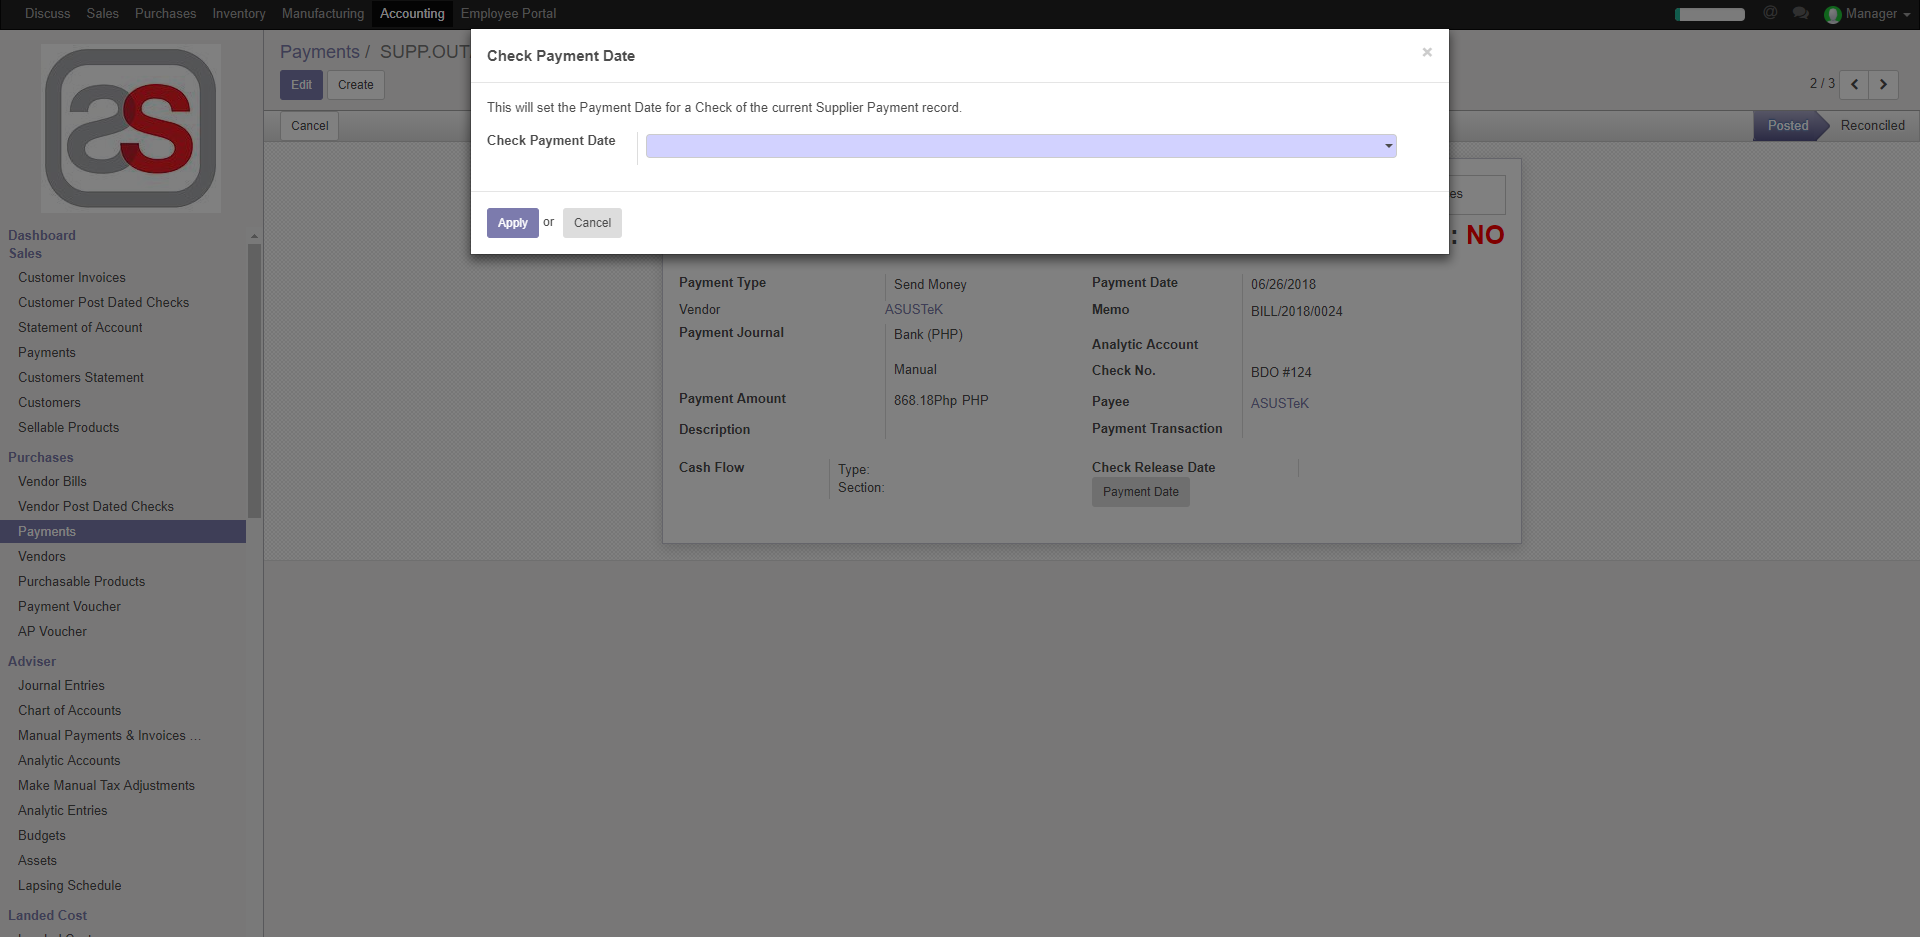 Discuss Sales Purchases Inventory Manufacturing Accounting Employee Portal
@ Manager
Payments / SUPP.OUT
Edit Create
2 / 3
Cancel
Posted Reconciled
Check Payment Date
×
This will set the Payment Date for a Check of the current Supplier Payment record.
Check Payment Date
Apply or Cancel
es
: NO
Payment Type Send Money
Vendor ASUSTeK
Payment Journal Bank (PHP)
Manual
Payment Amount 868.18Php PHP
Description
Payment Date 06/26/2018
Memo BILL/2018/0024
Analytic Account
Check No. BDO #124
Payee ASUSTeK
Payment Transaction
Cash Flow Type:
Section:
Check Release Date
Payment Date
SS
Dashboard
Sales
Customer Invoices
Customer Post Dated Checks
Statement of Account
Payments
Customers Statement
Customers
Sellable Products
Purchases
Vendor Bills
Vendor Post Dated Checks
Payments
Vendors
Purchasable Products
Payment Voucher
AP Voucher
Adviser
Journal Entries
Chart of Accounts
Manual Payments & Invoices ...
Analytic Accounts
Make Manual Tax Adjustments
Analytic Entries
Budgets
Assets
Lapsing Schedule
Landed Cost